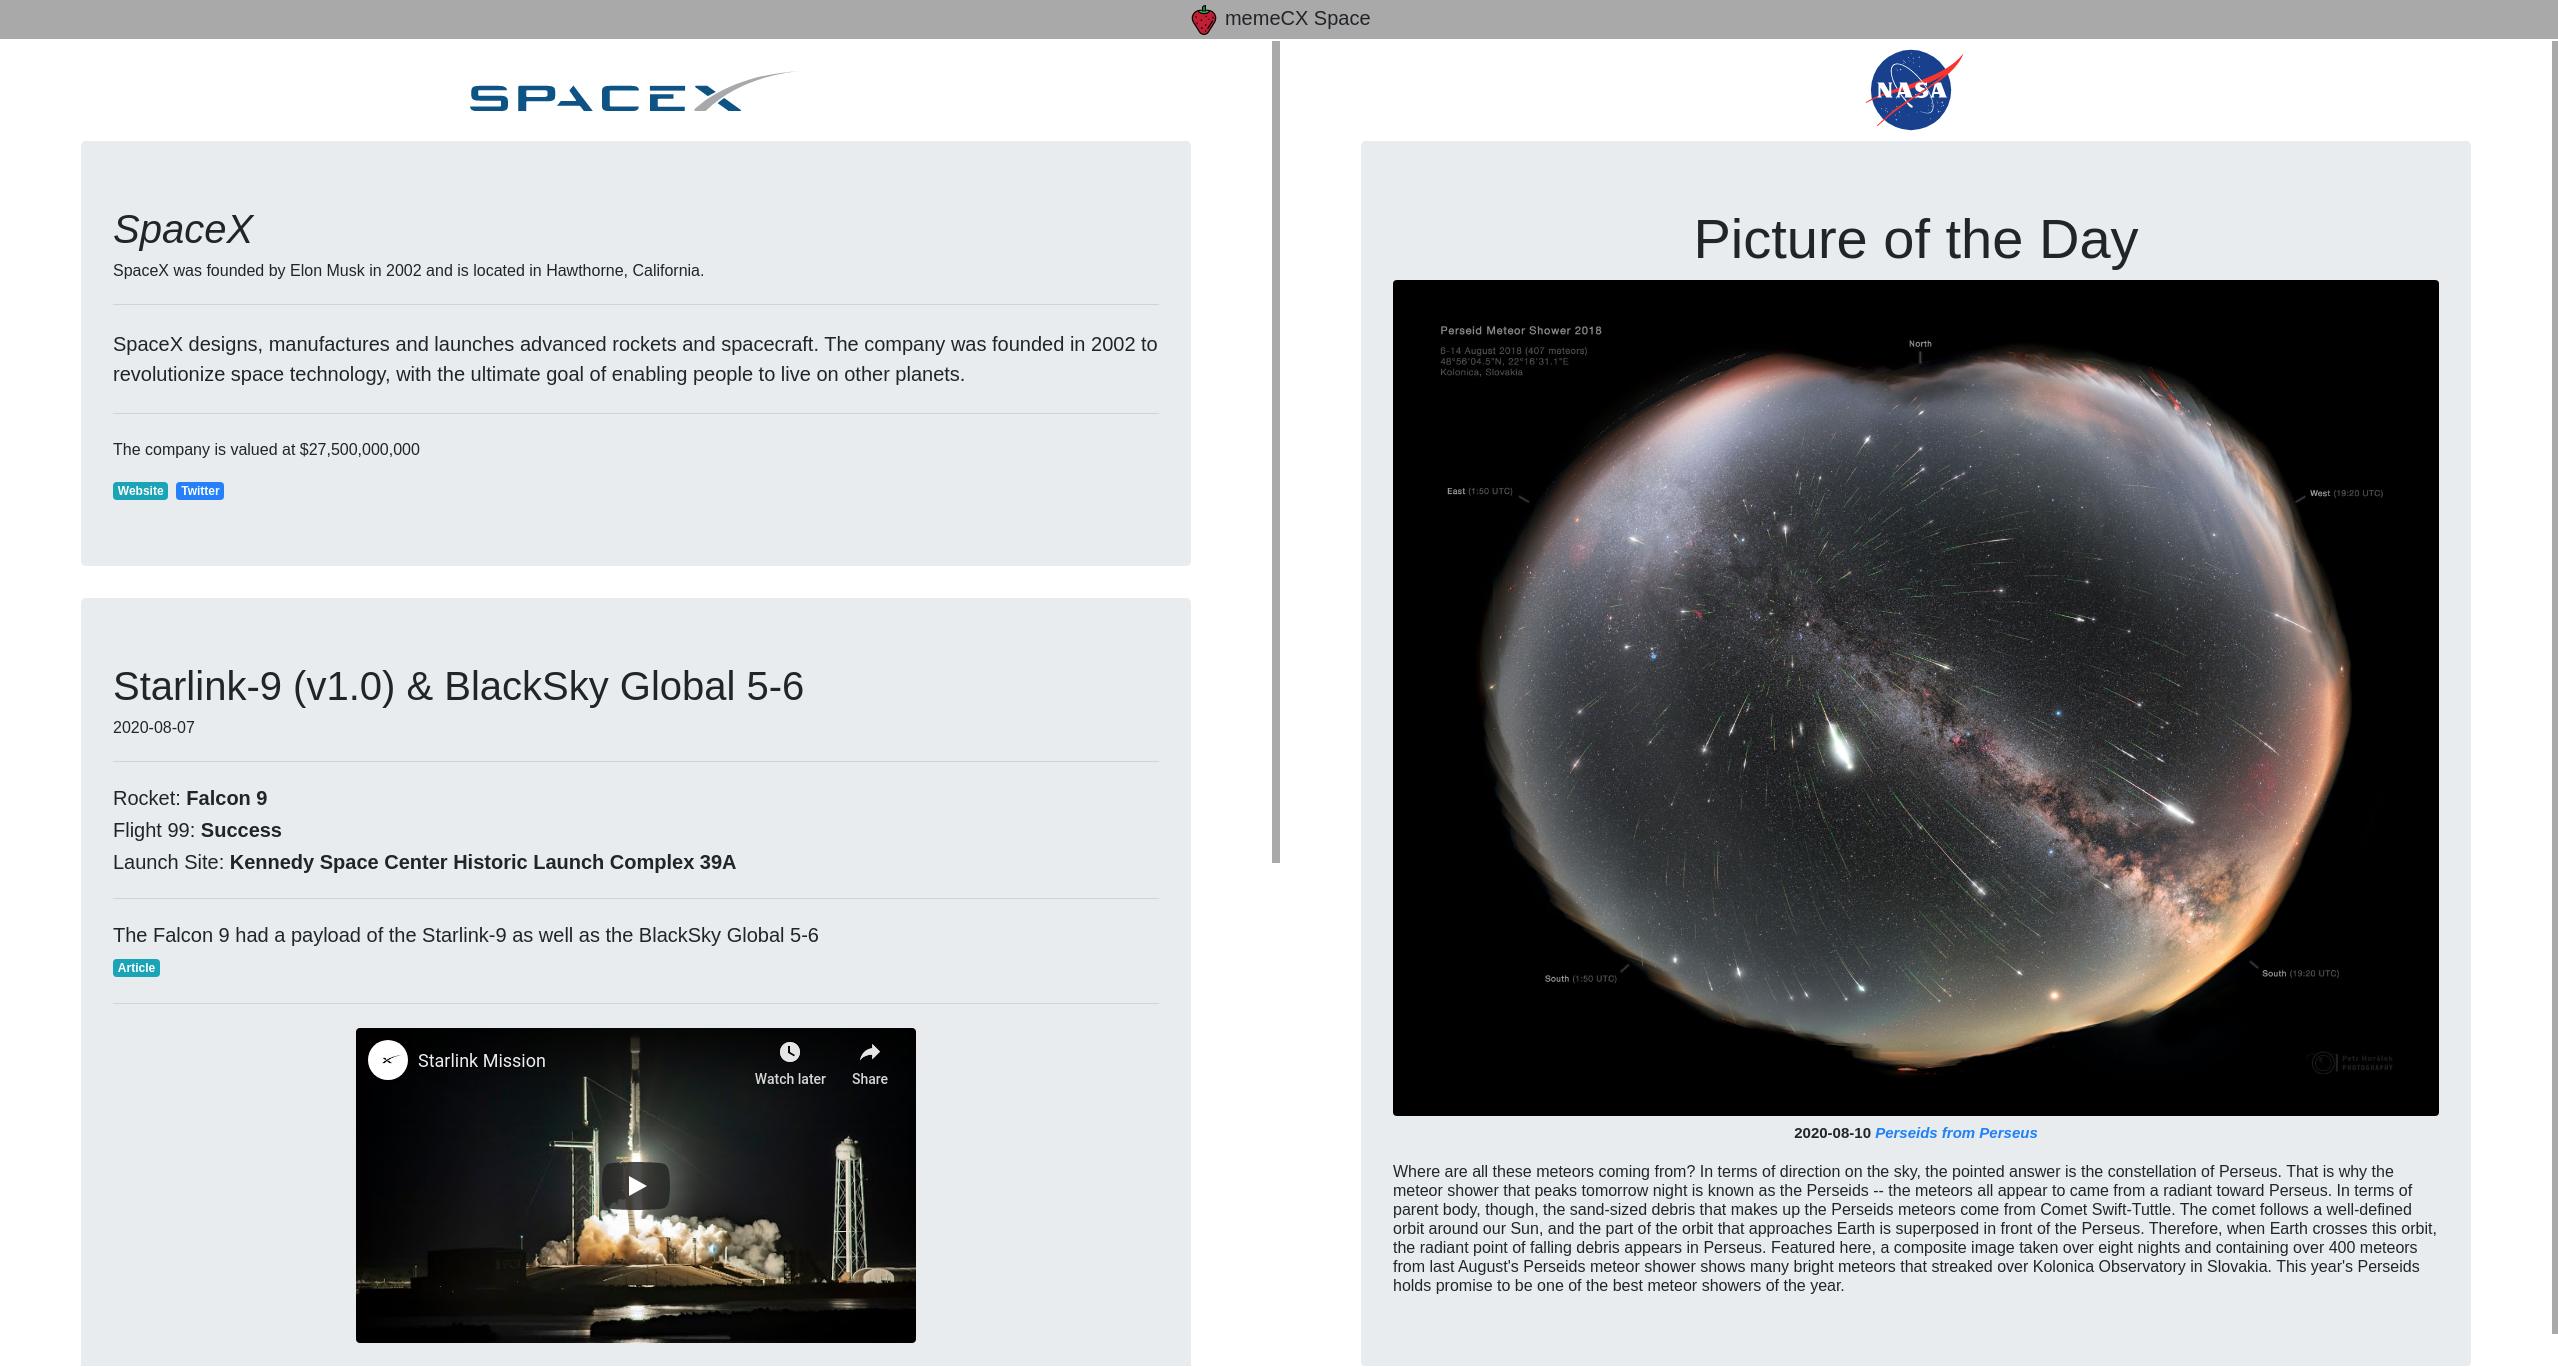 memeCX Space
SPACEX
SpaceX
SpaceX was founded by Elon Musk in 2002 and is located in Hawthorne, California.
SpaceX designs, manufactures and launches advanced rockets and spacecraft. The company was founded in 2002 to
revolutionize space technology, with the ultimate goal of enabling people to live on other planets.
The company is valued at $27,500,000,000
Website Twitter
Starlink-9 (v1.0) & BlackSky Global 5-6
2020-08-07
Rocket: Falcon 9
Flight 99: Success
Launch Site: Kennedy Space Center Historic Launch Complex 39A
The Falcon 9 had a payload of the Starlink-9 as well as the BlackSky Global 5-6
Article
Starlink Mission
Watch later Share
NASA
Picture of the Day
Perseid Meteor Shower 2018
6-14 August 2018 (407 meteors)
48°56'04.5"N, 22°16'31.1"E
Kolonica, Slovakia
North
East (1:50 UTC)
West (19:20 UTC)
South (1:50 UTC)
South (19:20 UTC)
Petr Horálek
PHOTOGRAPHY
2020-08-10 Perseids from Perseus
Where are all these meteors coming from? In terms of direction on the sky, the pointed answer is the constellation of Perseus. That is why the
meteor shower that peaks tomorrow night is known as the Perseids -- the meteors all appear to came from a radiant toward Perseus. In terms of
parent body, though, the sand-sized debris that makes up the Perseids meteors come from Comet Swift-Tuttle. The comet follows a well-defined
orbit around our Sun, and the part of the orbit that approaches Earth is superposed in front of the Perseus. Therefore, when Earth crosses this orbit,
the radiant point of falling debris appears in Perseus. Featured here, a composite image taken over eight nights and containing over 400 meteors
from last August's Perseids meteor shower shows many bright meteors that streaked over Kolonica Observatory in Slovakia. This year's Perseids
holds promise to be one of the best meteor showers of the year.